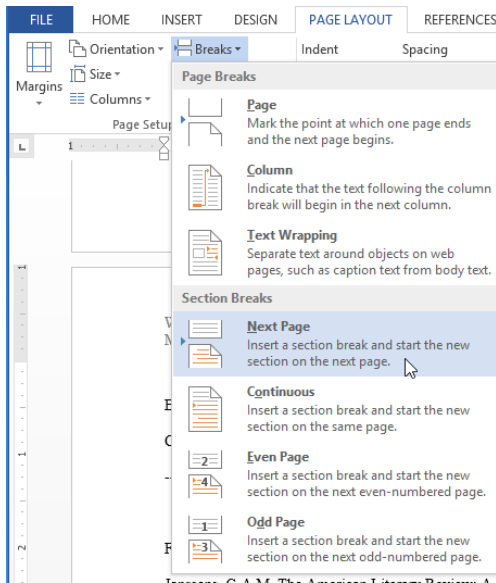 FILE HOME INSERT DESIGN PAGE LAYOUT REFERENCES
Orientation Breaks Indent Spacing
Size
Margins
Columns
Page Setup
Page Breaks
Page
Mark the point at which one page ends
and the next page begins.
Column
Indicate that the text following the column
break will begin in the next column.
Text Wrapping
Separate text around objects on web
pages, such as caption text from body text.
Section Breaks
Next Page
Insert a section break and start the new
section on the next page.
Continuous
Insert a section break and start the new
section on the same page.
Even Page
Insert a section break and start the new
section on the next even-numbered page.
Odd Page
Insert a section break and start the new
section on the next odd-numbered page.